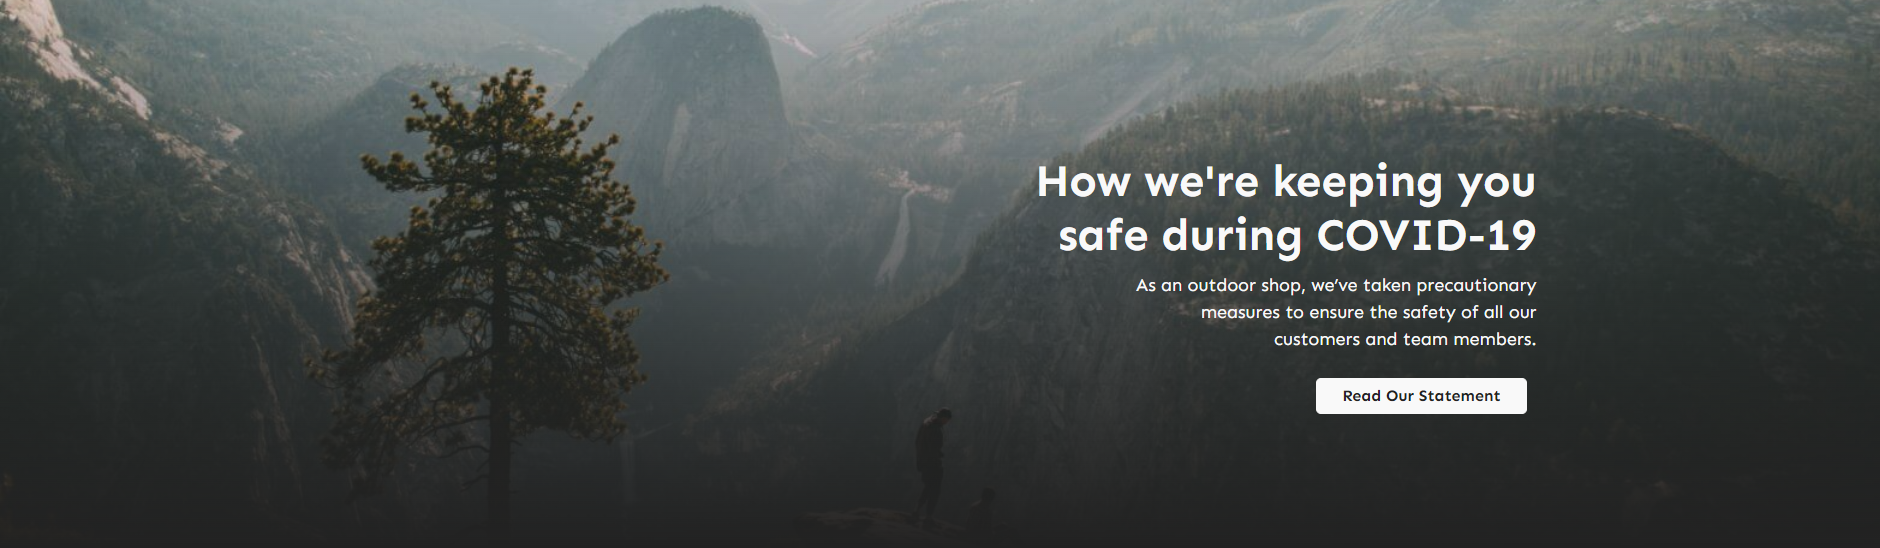 How we're keeping you
safe during COVID-19
As an outdoor shop, we’ve taken precautionary
measures to ensure the safety of all our
customers and team members.
Read Our Statement